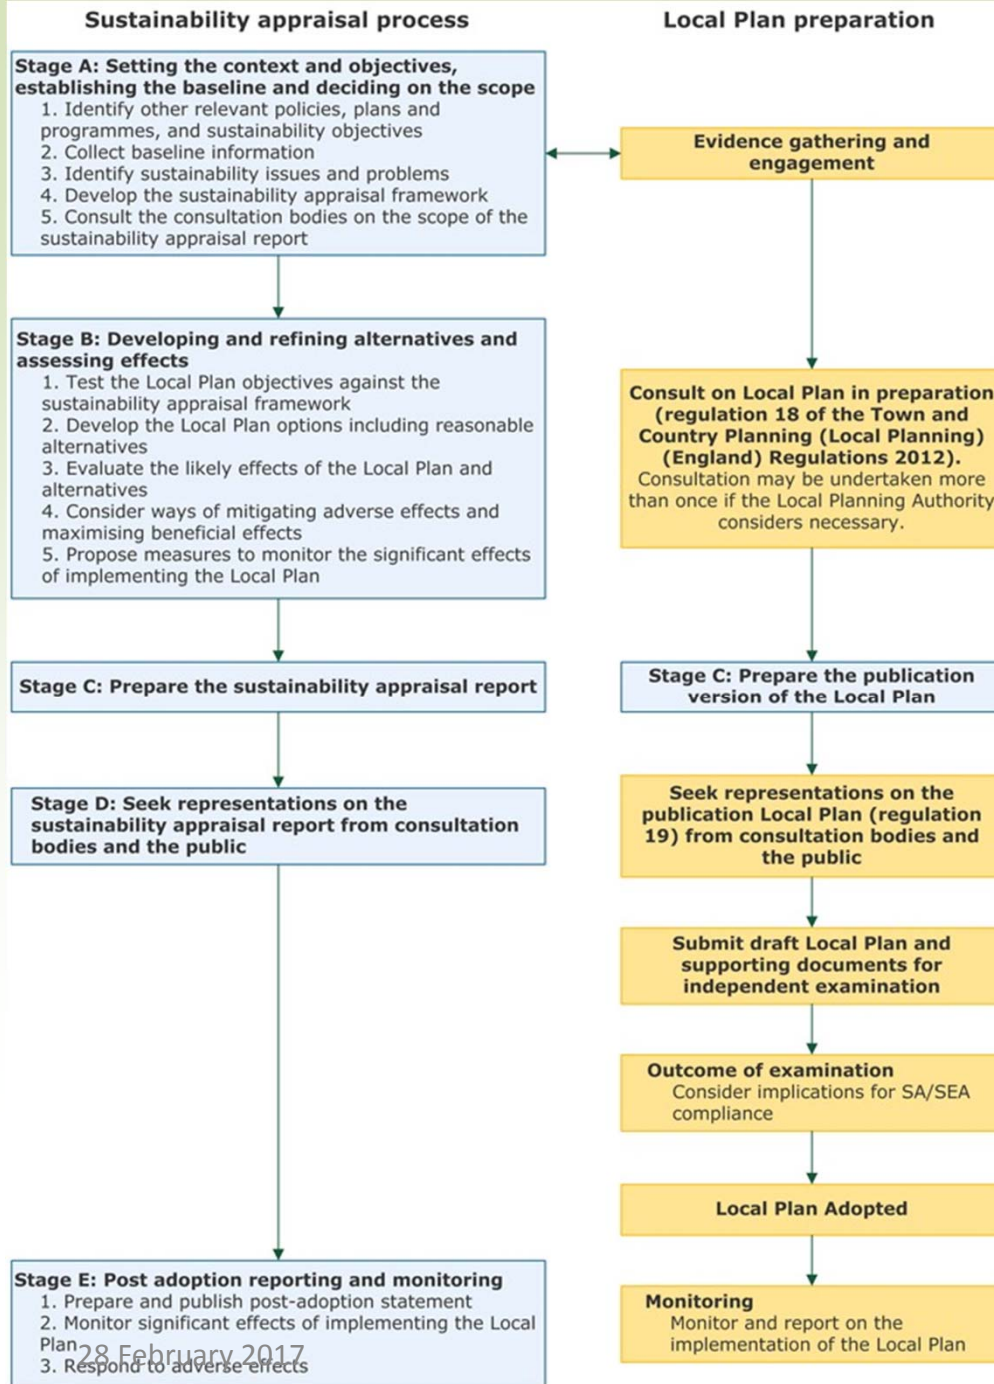 Sustainability appraisal process
Stage A: Setting the context and objectives,
establishing the baseline and deciding on the scope
1. Identify other relevant policies, plans and
programmes, and sustainability objectives
2. Collect baseline information
3. Identify sustainability issues and problems
4. Develop the sustainability appraisal framework
5. Consult the consultation bodies on the scope of the
sustainability appraisal report
Stage B: Developing and refining alternatives and
assessing effects
1. Test the Local Plan objectives against the
sustainability appraisal framework
2. Develop the Local Plan options including reasonable
alternatives
3. Evaluate the likely effects of the Local Plan and
alternatives
4. Consider ways of mitigating adverse effects and
maximising beneficial effects
5. Propose measures to monitor the significant effects
of implementing the Local Plan
Stage C: Prepare the sustainability appraisal report
Stage D: Seek representations on the
sustainability appraisal report from consultation
bodies and the public
Stage E: Post adoption reporting and monitoring
1. Prepare and publish post-adoption statement
2. Monitor significant effects of implementing the Local
Plan
3. Respond to adverse effects
28 February 2017
Local Plan preparation
Evidence gathering and
engagement
Consult on Local Plan in preparation
(regulation 18 of the Town and
Country Planning (Local Planning)
(England) Regulations 2012).
Consultation may be undertaken more
than once if the Local Planning Authority
considers necessary.
Stage C: Prepare the publication
version of the Local Plan
Seek representations on the
publication Local Plan (regulation
19) from consultation bodies and
the public
Submit draft Local Plan and
supporting documents for
independent examination
Outcome of examination
Consider implications for SA/SEA
compliance
Local Plan Adopted
Monitoring
Monitor and report on the
implementation of the Local Plan